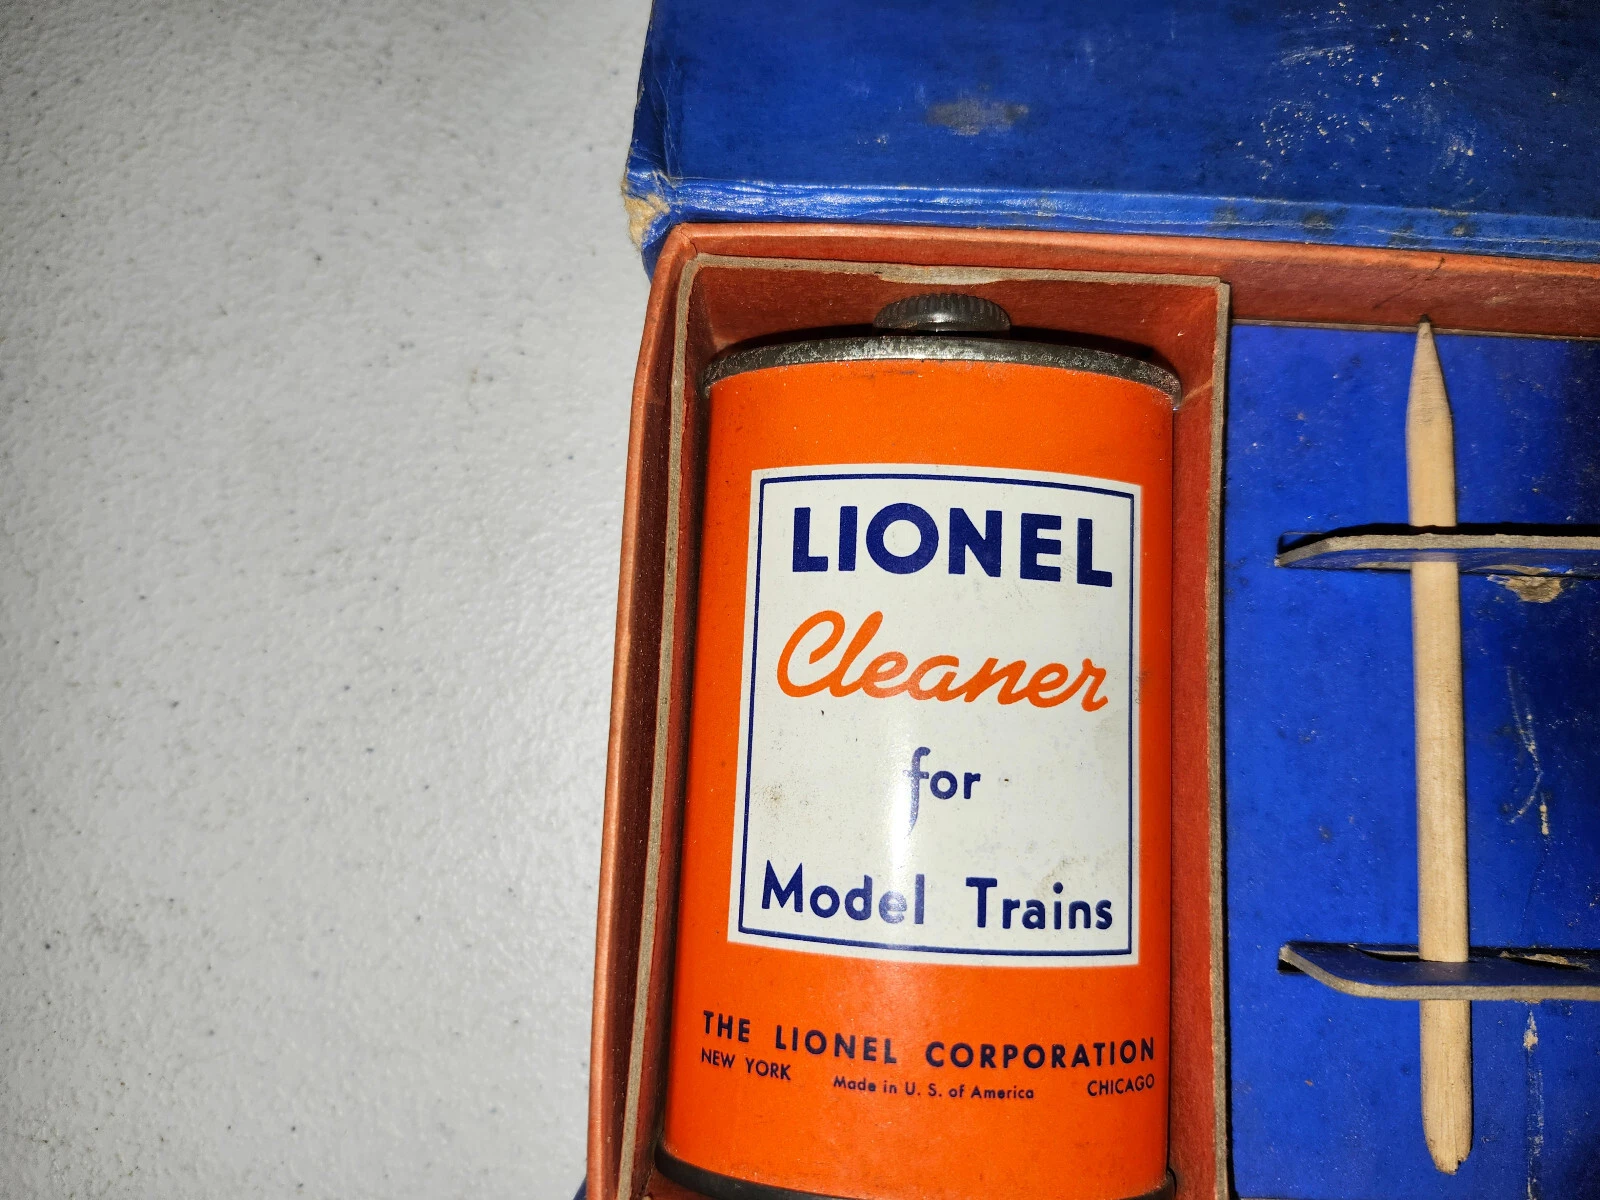 LIONEL
Cleaner
for
Model Trains
THE LIONEL CORPORATION
NEW YORK Made in U. S. of America CHICAGO